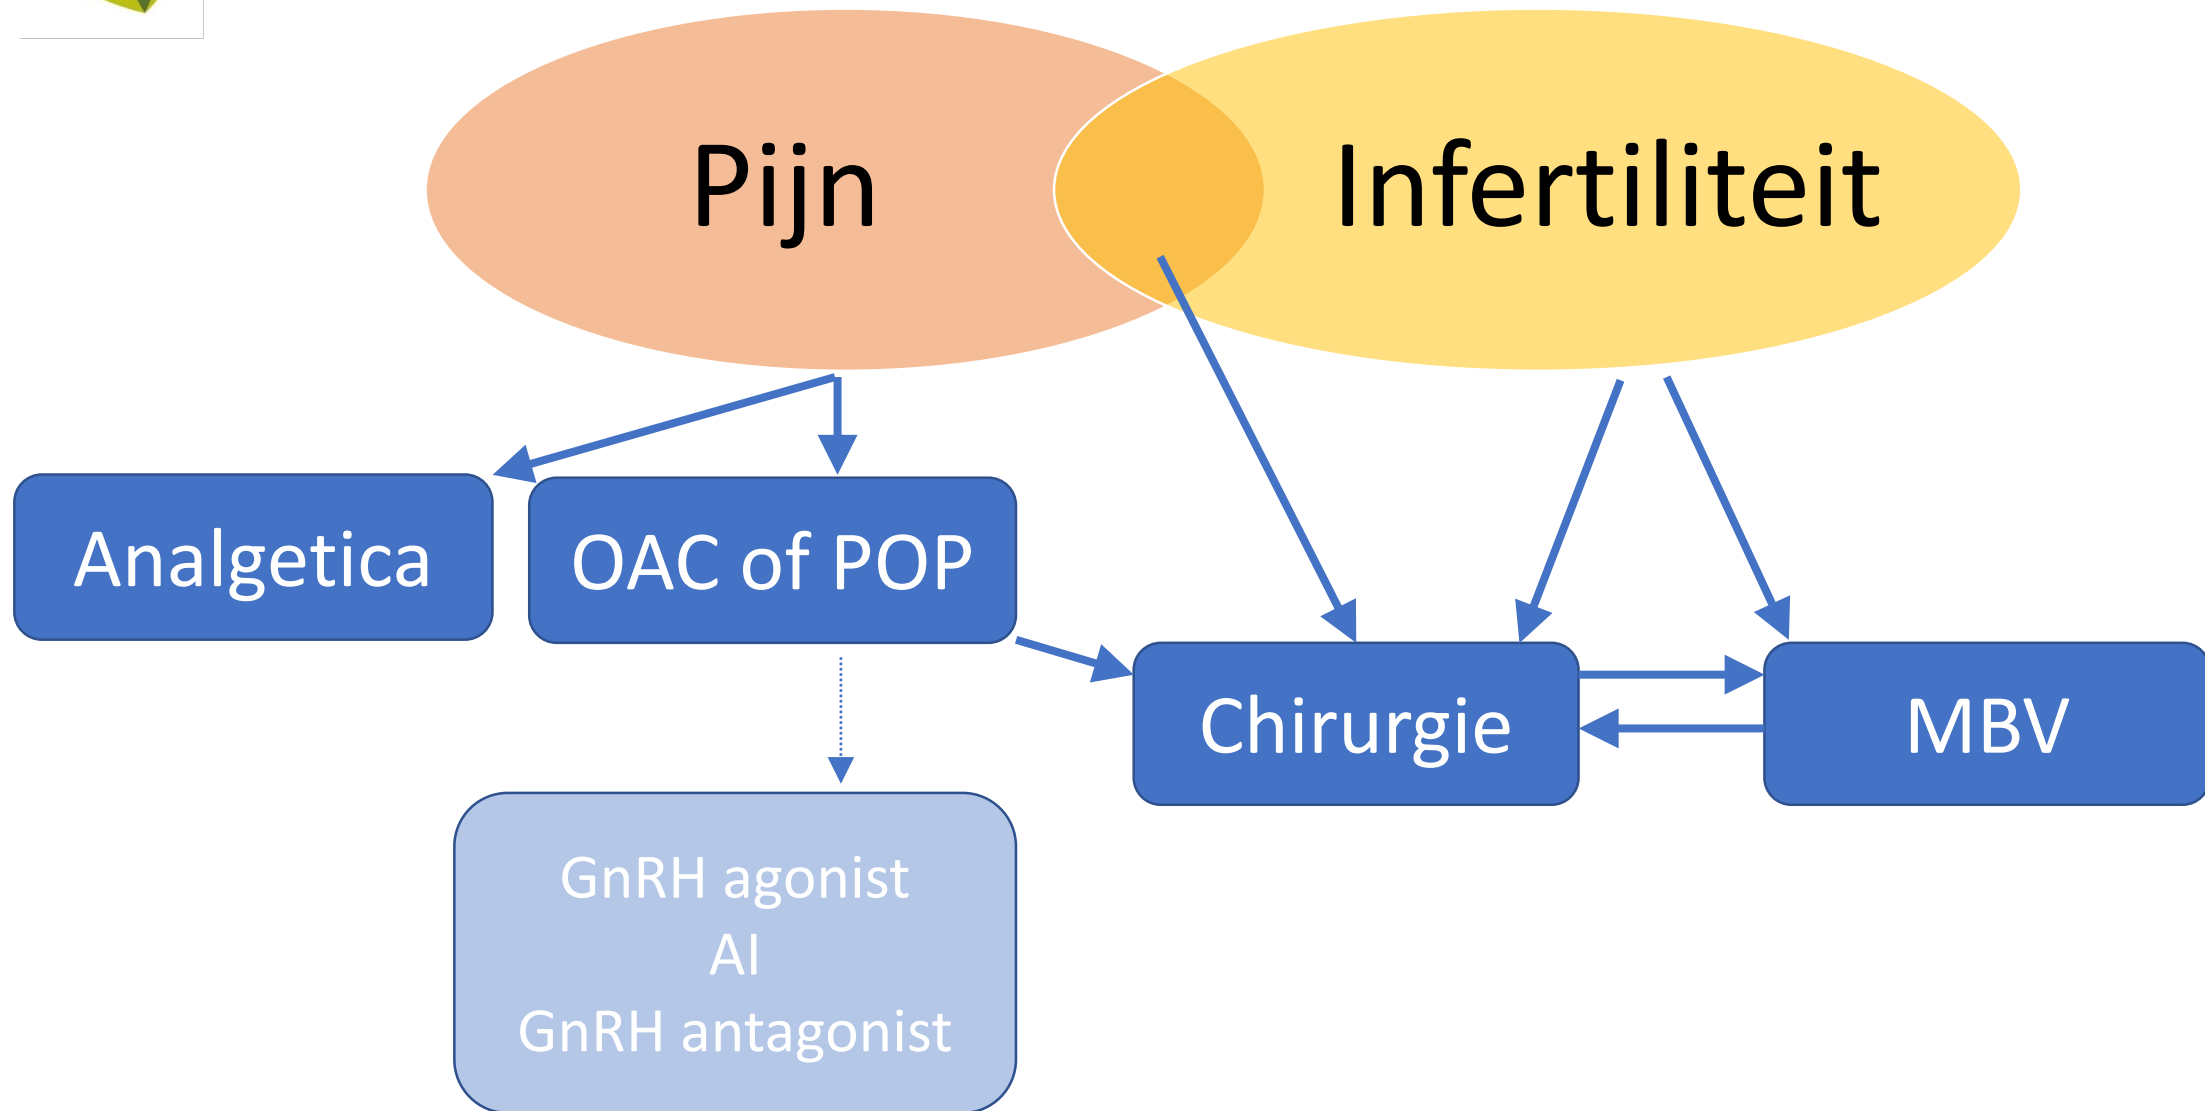 Pijn
Infertiliteit
Analgetica
OAC of POP
Chirurgie
MBV
GnRH agonist
AI
GnRH antagonist